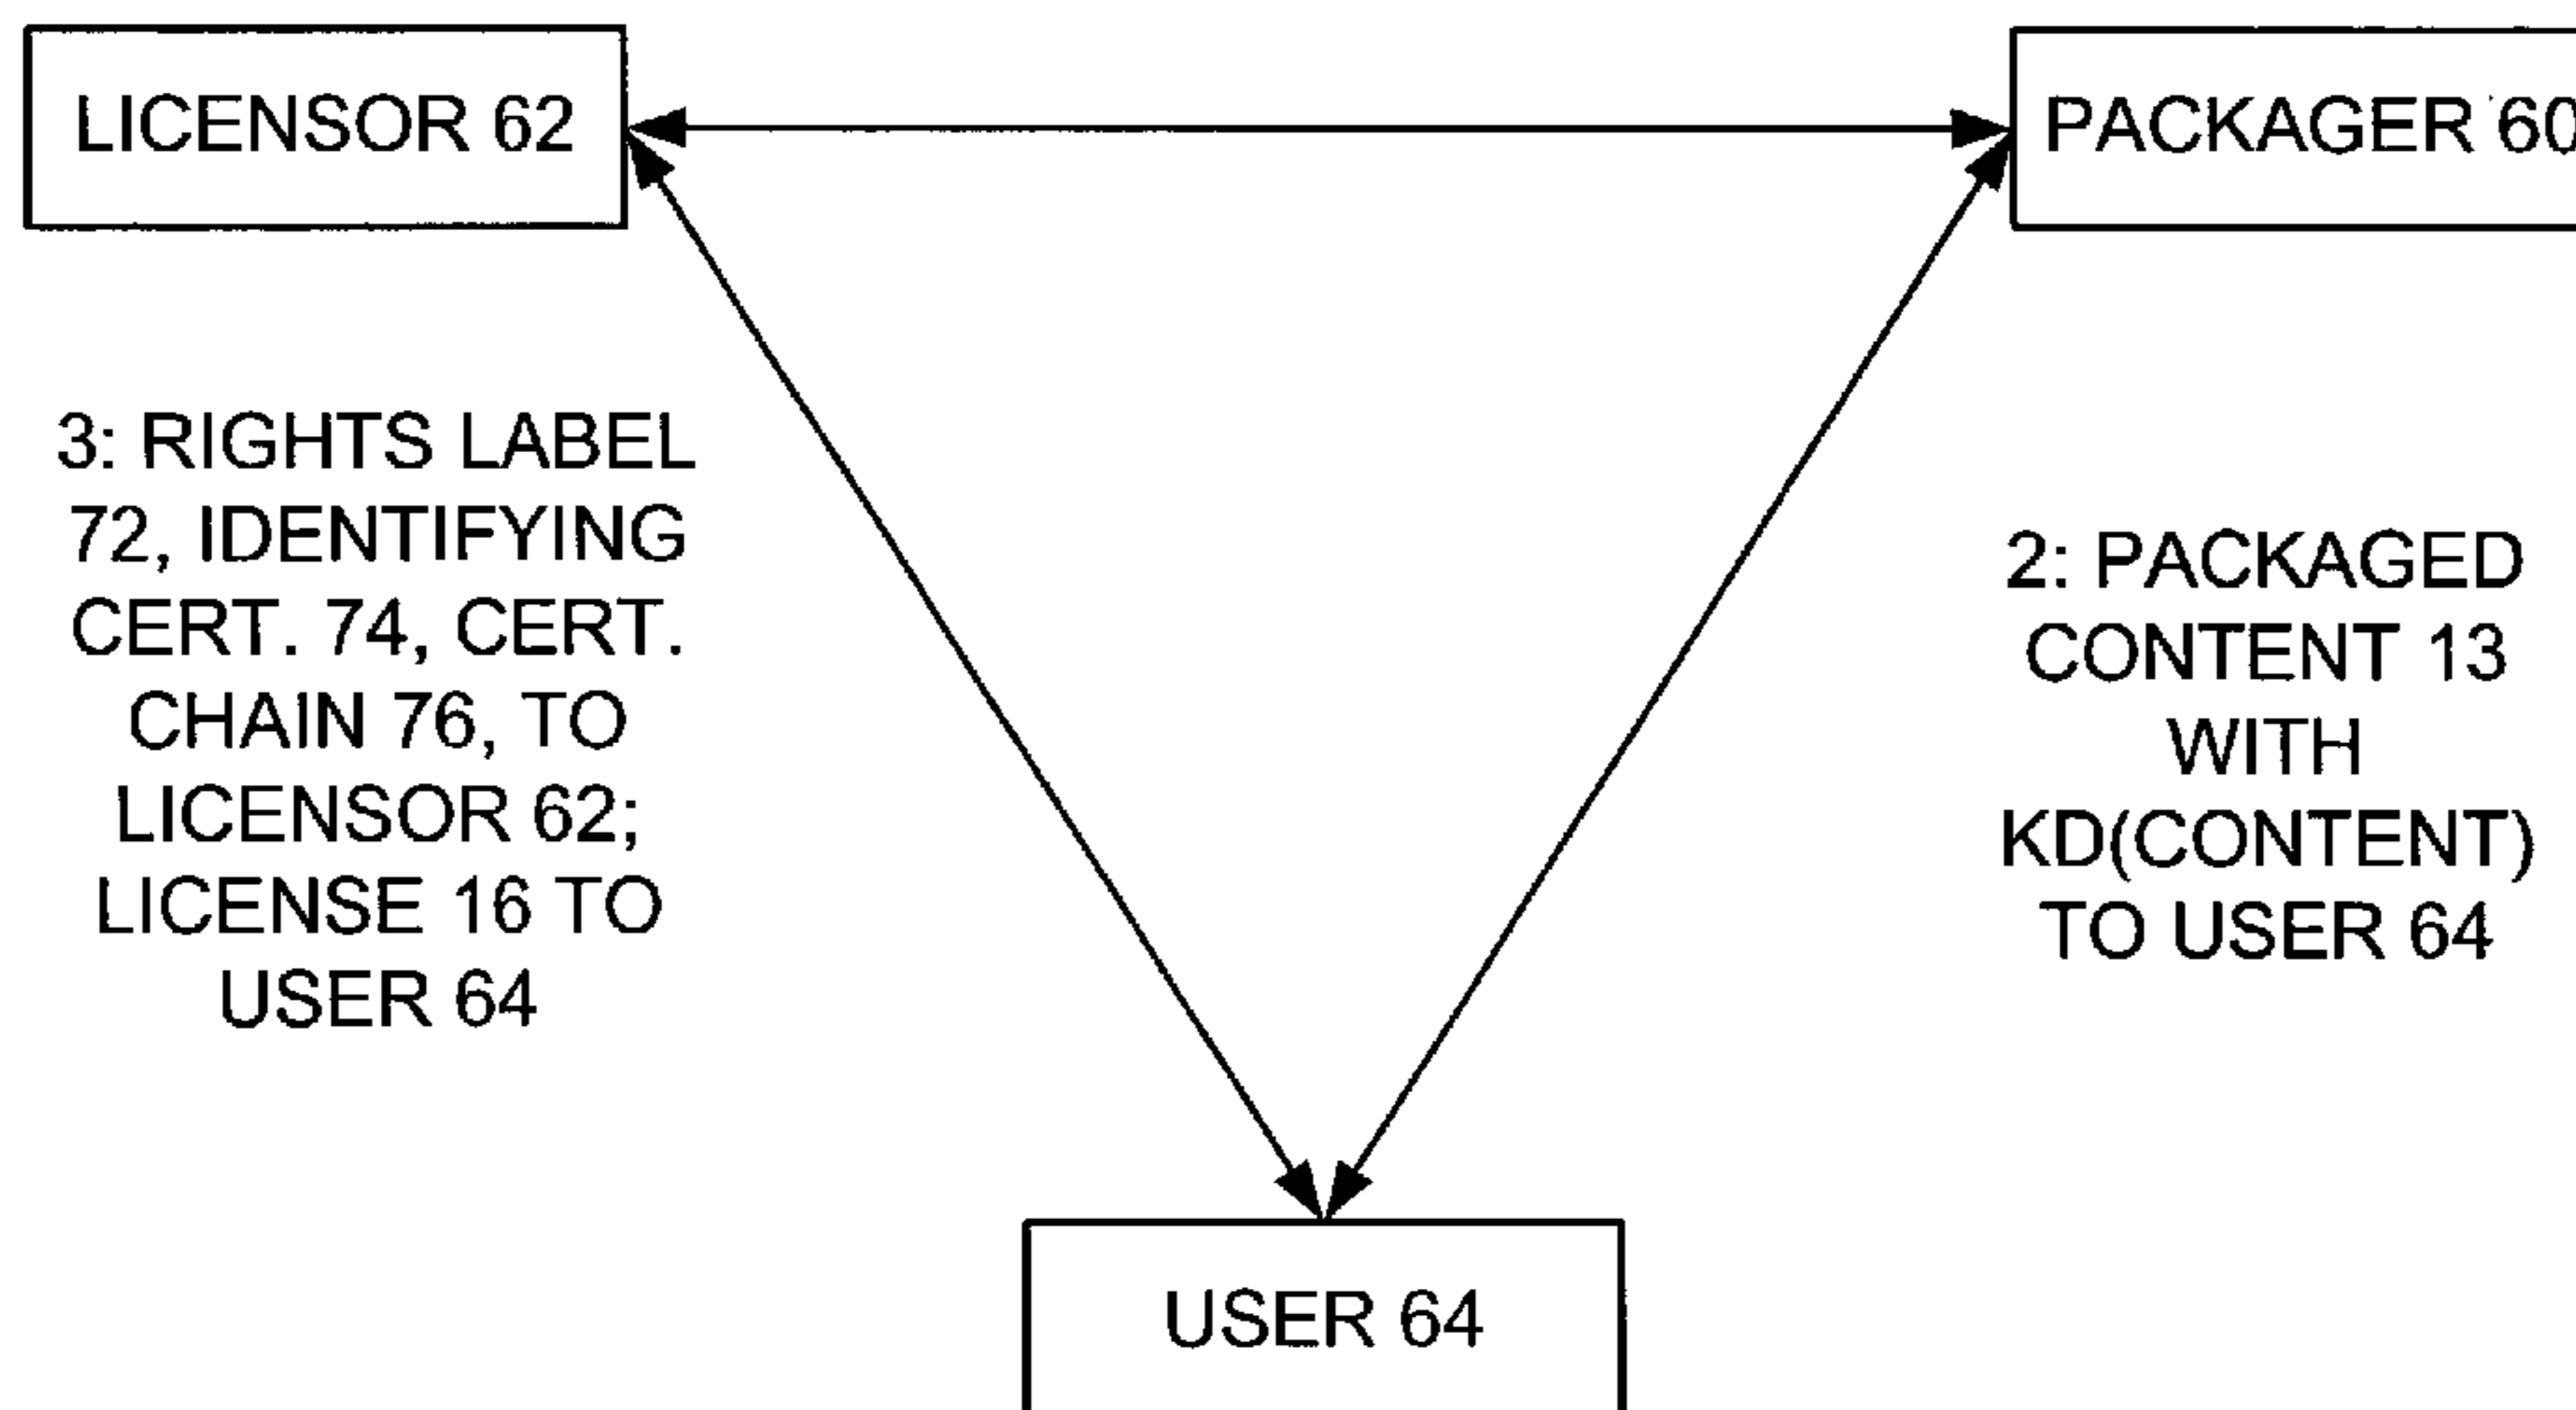 LICENSOR 62
PACKAGER 60
3: RIGHTS LABEL
72, IDENTIFYING
CERT. 74, CERT.
CHAIN 76, TO
LICENSOR 62;
LICENSE 16 TO
USER 64
2: PACKAGED
CONTENT 13
WITH
KD(CONTENT)
TO USER 64
USER 64